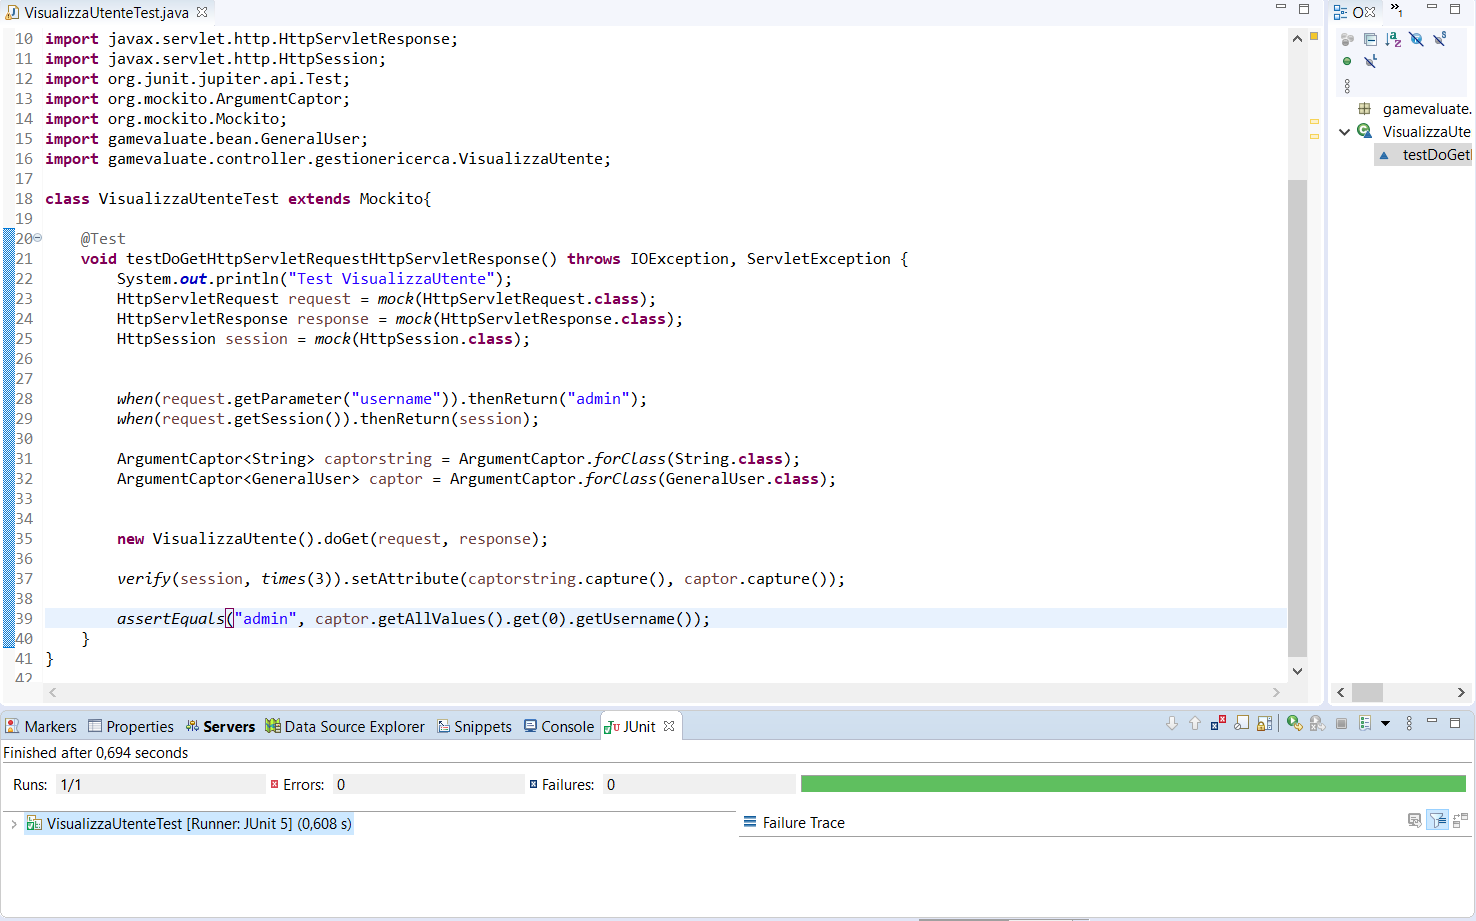 VisualizzaUtenteTest.java
10 import javax.servlet.http.HttpServletResponse;
11 import javax.servlet.http.HttpSession;
12 import org.junit.jupiter.api.Test;
13 import org.mockito.ArgumentCaptor;
14 import org.mockito.Mockito;
15 import gamevaluate.bean.GeneralUser;
16 import gamevaluate.controller.gestionericerca.VisualizzaUtente;
17
18 class VisualizzaUtenteTest extends Mockito{
19
20 @Test
21 void testDoGetHttpServletRequestHttpServletResponse() throws IOException, ServletException {
22 System.out.println("Test VisualizzaUtente");
23 HttpServletRequest request = mock(HttpServletRequest.class);
24 HttpServletResponse response = mock(HttpServletResponse.class);
25 HttpSession session = mock(HttpSession.class);
26
27
28 when(request.getParameter("username")).thenReturn("admin");
29 when(request.getSession()).thenReturn(session);
30
31 ArgumentCaptor<String> captorstring = ArgumentCaptor.forClass(String.class);
32 ArgumentCaptor<GeneralUser> captor = ArgumentCaptor.forClass(GeneralUser.class);
33
34
35 new VisualizzaUtente().doGet(request, response);
36
37 verify(session, times(3)).setAttribute(captorstring.capture(), captor.capture());
38
39 assertEquals("admin", captor.getAllValues().get(0).getUsername());
40 }
41 }
42
O
gamevaluate.
VisualizzaUte
testDoGetI
Markers Properties Servers Data Source Explorer Snippets Console JUnit
Finished after 0,694 seconds
Runs: 1/1 Errors: 0 Failures: 0
VisualizzaUtenteTest [Runner: JUnit 5] (0,608 s)
Failure Trace